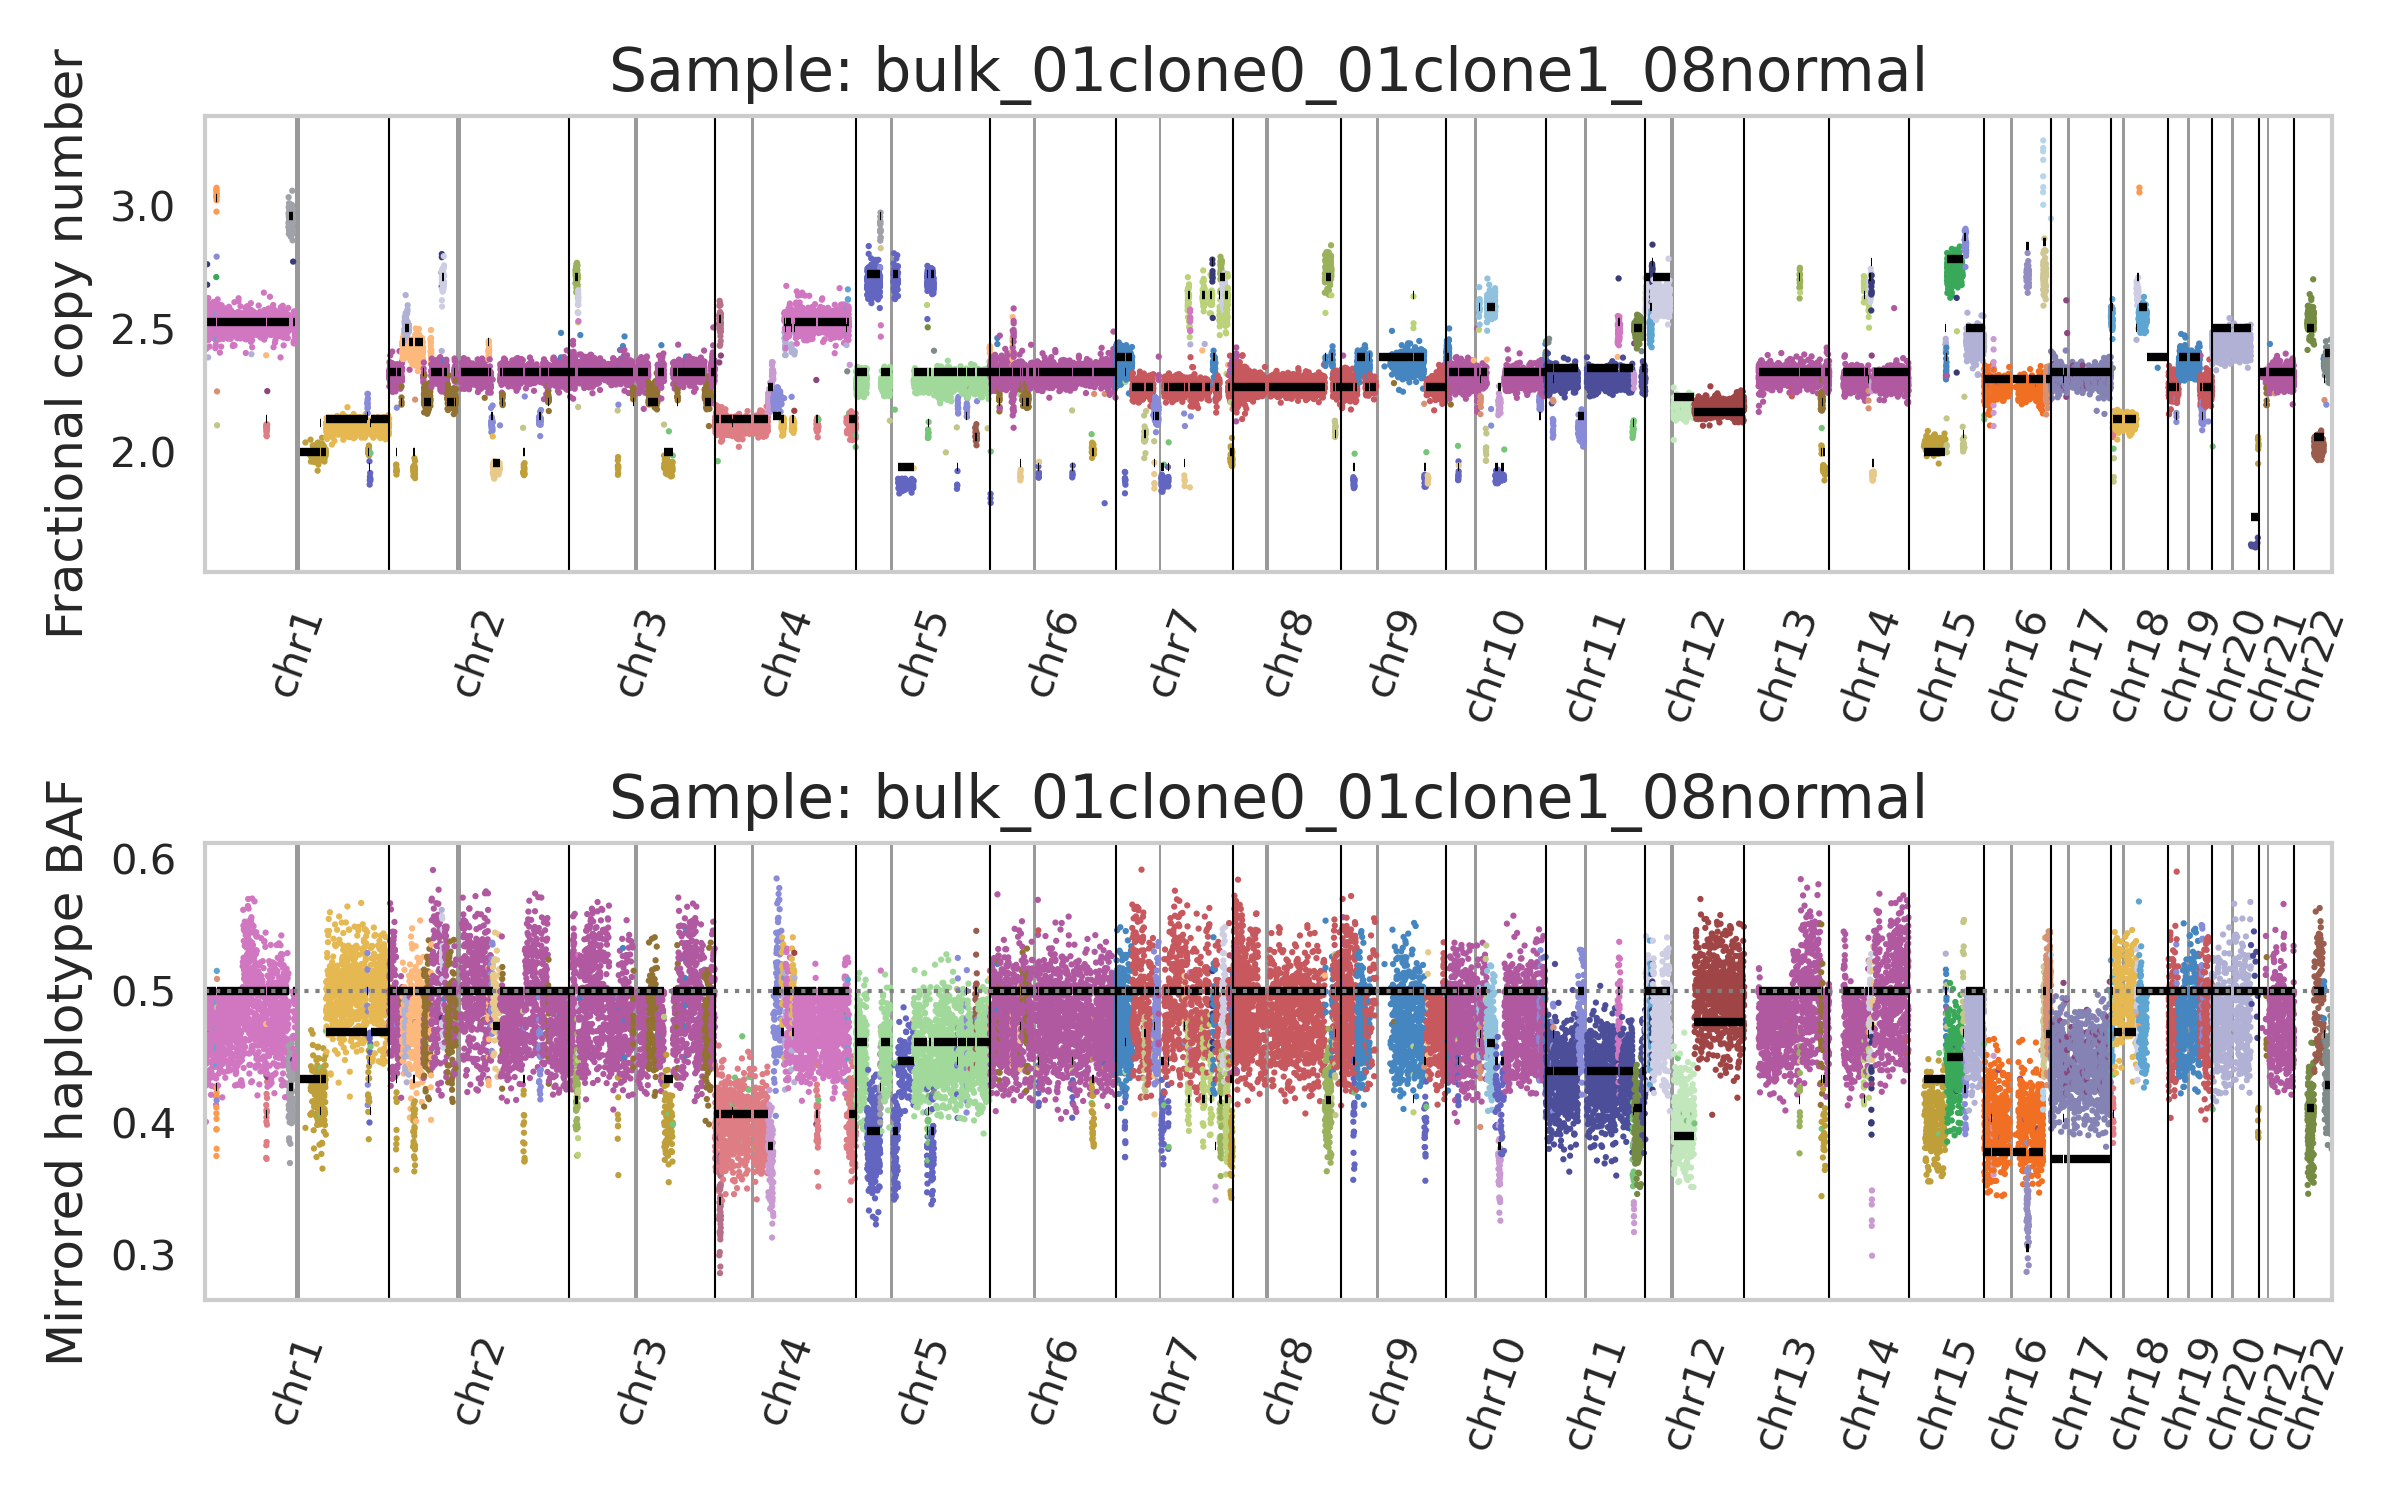 Sample: bulk_01clone0_01clone1_08normal
Fractional copy number
3.0
2.5
2.0
chr1 chr2 chr3 chr4 chr5 chr6 chr7 chr8 chr9 chr10 chr11 chr12 chr13 chr14 chr15 chr16 chr17 chr18 chr19 chr20 chr21 chr22
Sample: bulk_01clone0_01clone1_08normal
Mirrored haplotype BAF
0.6
0.5
0.4
0.3
chr1 chr2 chr3 chr4 chr5 chr6 chr7 chr8 chr9 chr10 chr11 chr12 chr13 chr14 chr15 chr16 chr17 chr18 chr19 chr20 chr21 chr22